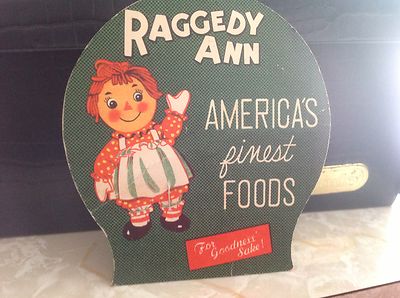 RAGGEDY
ANN
AMERICA'S
finest
FOODS
"For
Goodness'
Sake!"